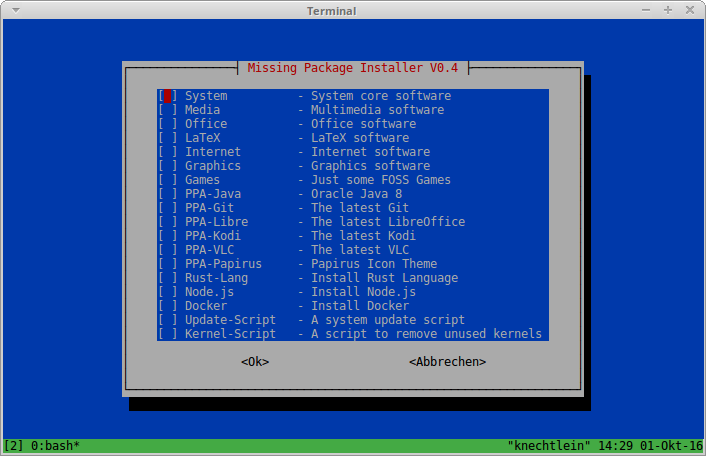 Terminal
Missing Package Installer V0.4
[ ] System - System core software
[ ] Media - Multimedia software
[ ] Office - Office software
[ ] LaTeX - LaTeX software
[ ] Internet - Internet software
[ ] Graphics - Graphics software
[ ] Games - Just some FOSS Games
[ ] PPA-Java - Oracle Java 8
[ ] PPA-Git - The latest Git
[ ] PPA-Libre - The latest LibreOffice
[ ] PPA-Kodi - The latest Kodi
[ ] PPA-VLC - The latest VLC
[ ] PPA-Papirus - Papirus Icon Theme
[ ] Rust-Lang - Install Rust Language
[ ] Node.js - Install Node.js
[ ] Docker - Install Docker
[ ] Update-Script - A system update script
[ ] Kernel-Script - A script to remove unused kernels
<Ok> <Abbrechen>
[2] 0:bash* "knechtlein" 14:29 01-Okt-16